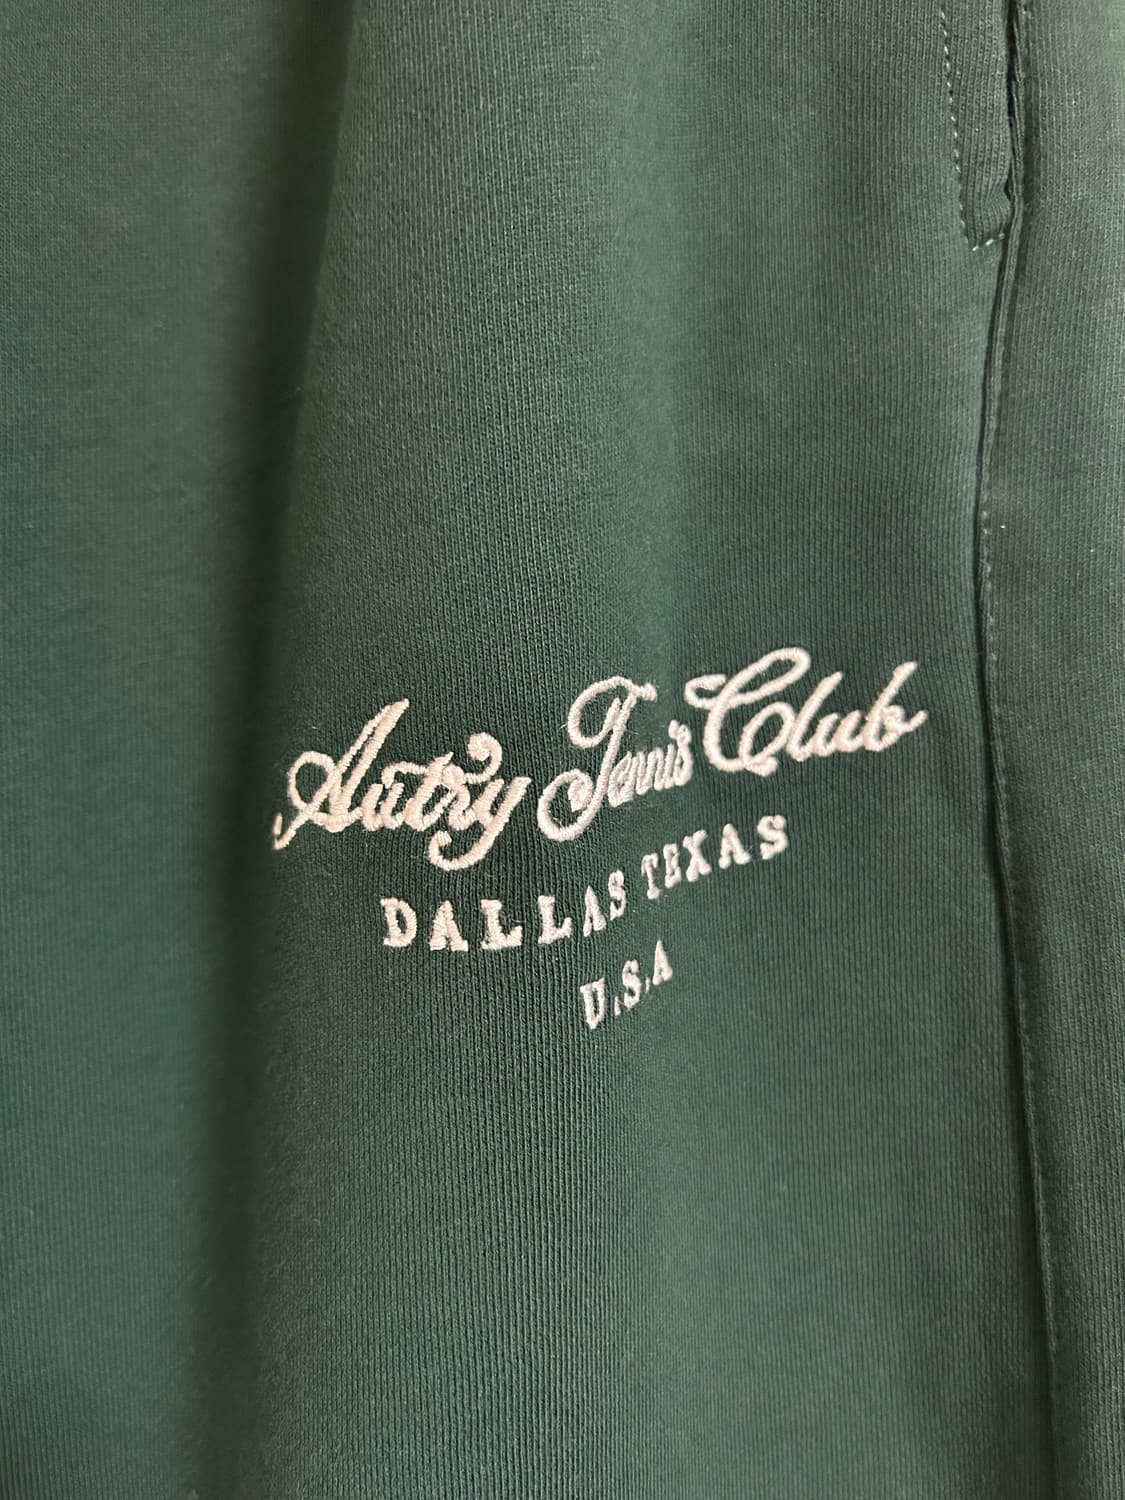 Autry Tennis Club
DALLAS TEXAS
U.S.A